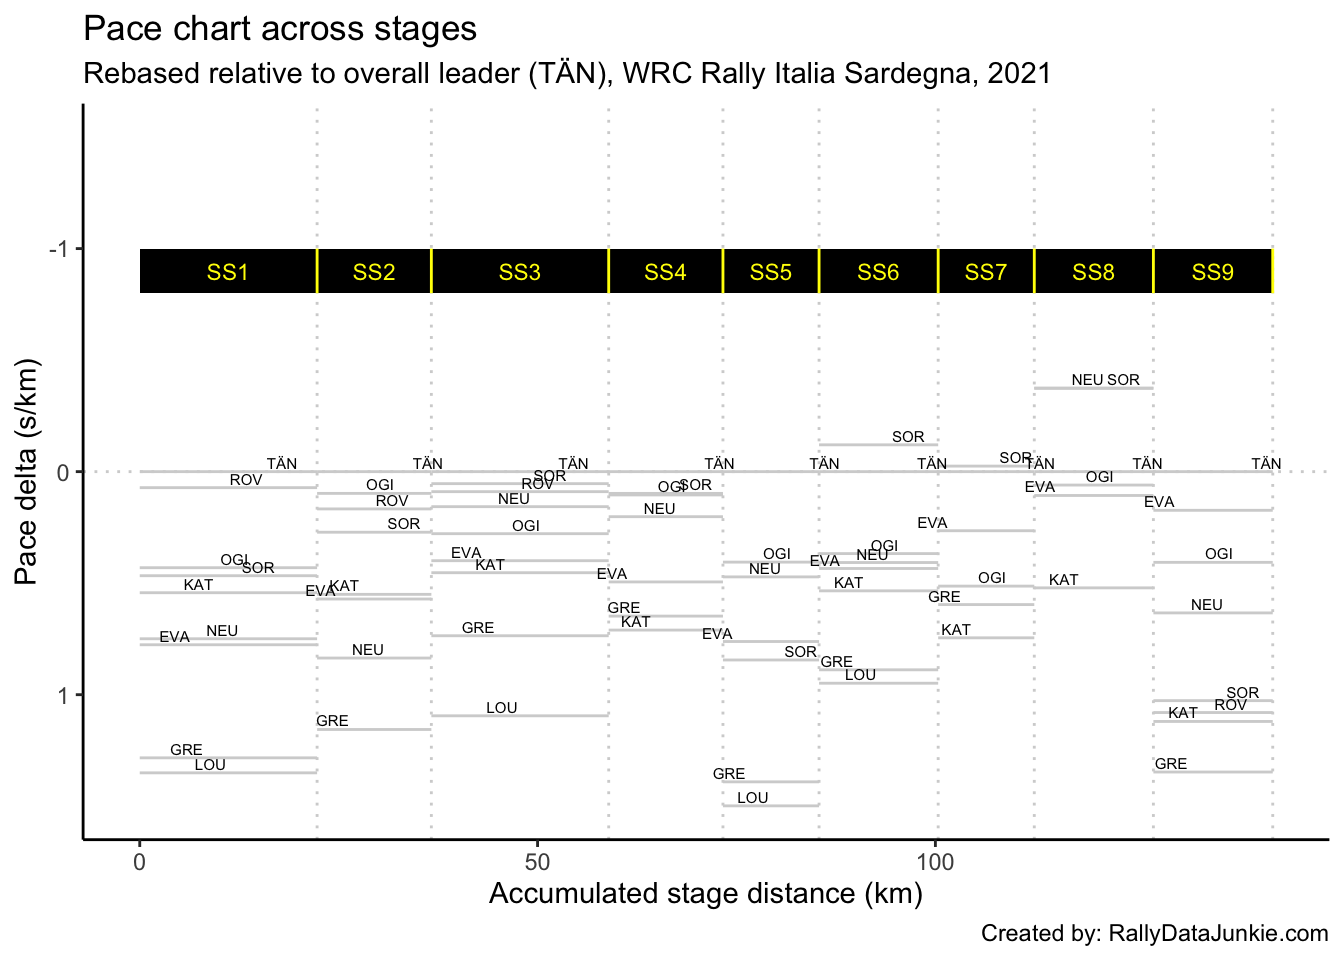 Pace chart across stages
Rebased relative to overall leader (TÄN), WRC Rally Italia Sardegna, 2021
Pace delta (s/km)
-1
SS1 SS2 SS3 SS4 SS5 SS6 SS7 SS8 SS9
NEU SOR
SOR
0
TÄN TÄN TÄN TÄN TÄN TÄN SOR TÄN TÄN TÄN
ROV OGI SOR ROV OGI SOR EVA OGI
ROV NEU NEU EVA
SOR OGI EVA
OGI SOR EVA KAT OGI EVA OGI NEU OGI
KAT EVA KAT EVA NEU KAT OGI KAT
EVA NEU GRE GRE KAT EVA GRE KAT NEU
NEU SOR GRE LOU
1
GRE LOU SOR ROV KAT
GRE LOU GRE LOU GRE
0 50 100
Accumulated stage distance (km)
Created by: RallyDataJunkie.com